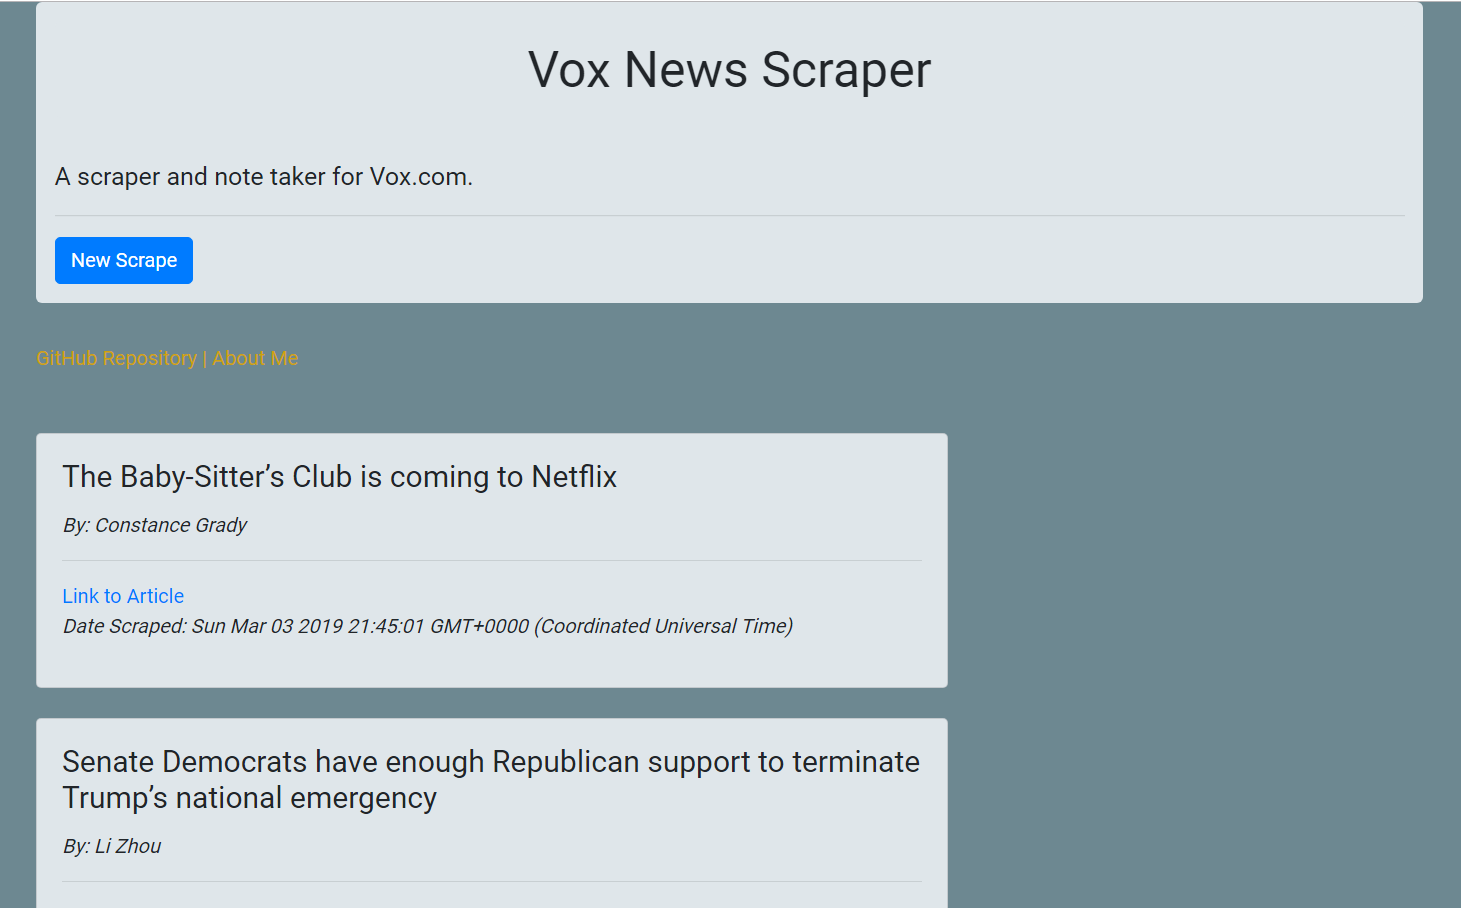 Vox News Scraper
A scraper and note taker for Vox.com.
New Scrape
GitHub Repository | About Me
The Baby-Sitter’s Club is coming to Netflix
By: Constance Grady
Link to Article
Date Scraped: Sun Mar 03 2019 21:45:01 GMT+0000 (Coordinated Universal Time)
Senate Democrats have enough Republican support to terminate
Trump’s national emergency
By: Li Zhou